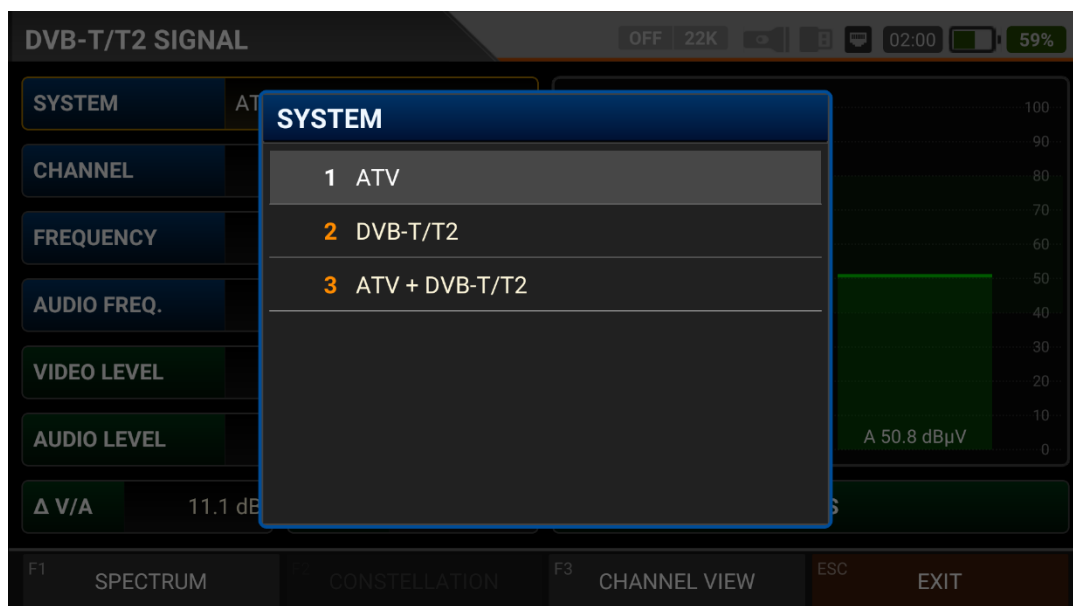 DVB-T/T2 SIGNAL
OFF 22K 02:00 59%
SYSTEM AT
SYSTEM
1 ATV
2 DVB-T/T2
3 ATV + DVB-T/T2
CHANNEL
FREQUENCY
AUDIO FREQ.
VIDEO LEVEL
AUDIO LEVEL
Δ V/A 11.1 dB
100
90
80
70
60
50
40
30
20
10
0
A 50.8 dBµV
S
F1 SPECTRUM
F2 CONSTELLATION
F3 CHANNEL VIEW
ESC EXIT